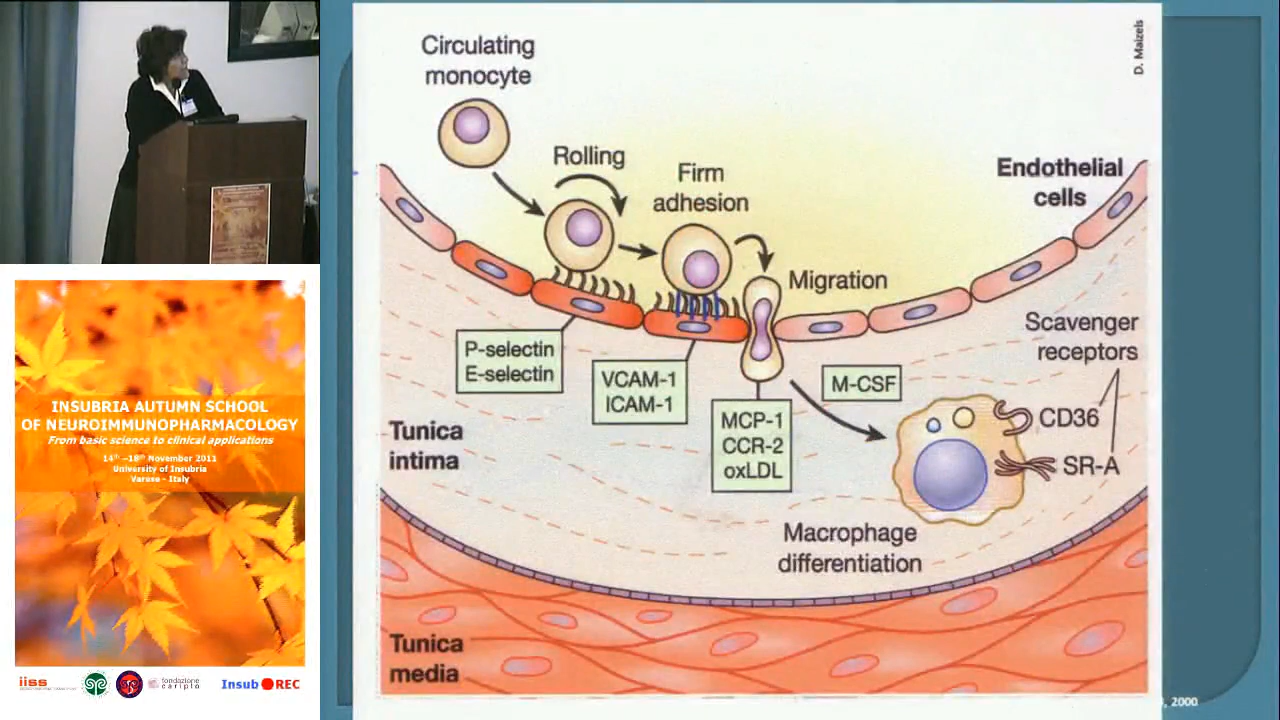 Circulating
monocyte
D. Maizels
Rolling
Firm
adhesion
Endothelial
cells
Migration
P-selectin
E-selectin
VCAM-1
ICAM-1
M-CSF
Scavenger
receptors
MCP-1
CCR-2
oxLDL
CD36
SR-A
Tunica
intima
Macrophage
differentiation
Tunica
media
, 2000
INSUBRIA AUTUMN SCHOOL
OF NEUROIMMUNOPHARMACOLOGY
From basic science to clinical applications
14th -18th November 2011
University of Insubria
Varese - Italy
iiss
fondazione
cariplo
Insub REC